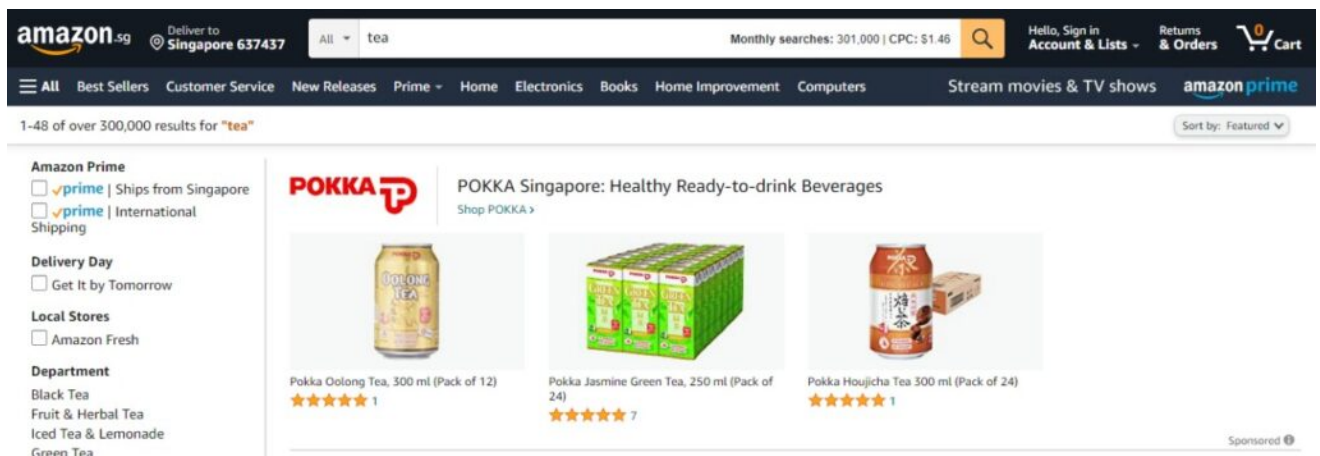 amazon.sg
Deliver to
Singapore 637437
All
tea
Monthly searches: 301,000 | CPC: $1.46
Hello, Sign in
Account & Lists
Returns
& Orders
0
Cart
All Best Sellers Customer Service New Releases Prime Home Electronics Books Home Improvement Computers
Stream movies & TV shows
amazon prime
1-48 of over 300,000 results for "tea"
Sort by: Featured
Amazon Prime
prime | Ships from Singapore
prime | International
Shipping
Delivery Day
Get It by Tomorrow
Local Stores
Amazon Fresh
Department
Black Tea
Fruit & Herbal Tea
Iced Tea & Lemonade
Green Tea
POKKA
POKKA Singapore: Healthy Ready-to-drink Beverages
Shop POKKA
OOLONG
TEA
GREEN
TEA
Pokka Oolong Tea, 300 ml (Pack of 12)
1
Pokka Jasmine Green Tea, 250 ml (Pack of
24)
7
Pokka Houjicha Tea 300 ml (Pack of 24)
1
Sponsored